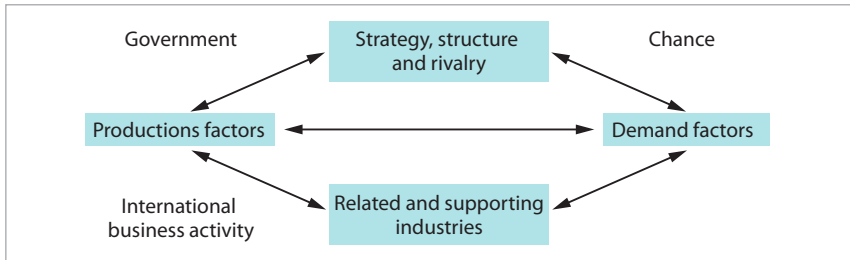 Government
Strategy, structure
and rivalry
Chance
Productions factors
Demand factors
International
business activity
Related and supporting
industries